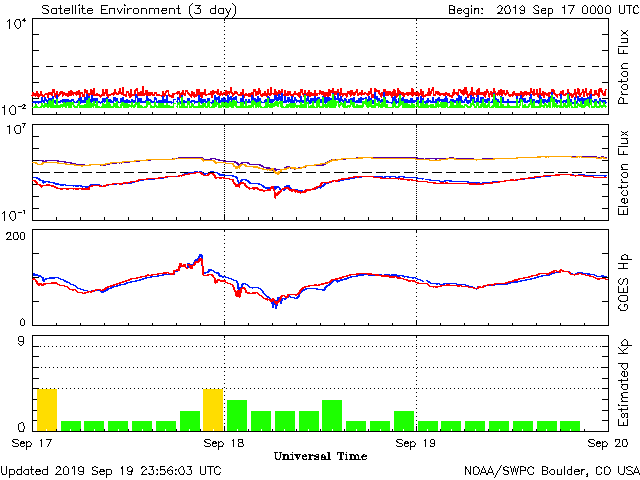 Satellite Environment (3 day) Begin: 2019 Sep 17 0000 UTC
10^4
Proton Flux
10^-2
10^7
Electron Flux
10^-1
200
GOES Hp
0
9
Estimated Kp
0
Sep 17 Sep 18 Sep 19 Sep 20
Universal Time
Updated 2019 Sep 19 23:56:03 UTC NOAA/SWPC Boulder, CO USA